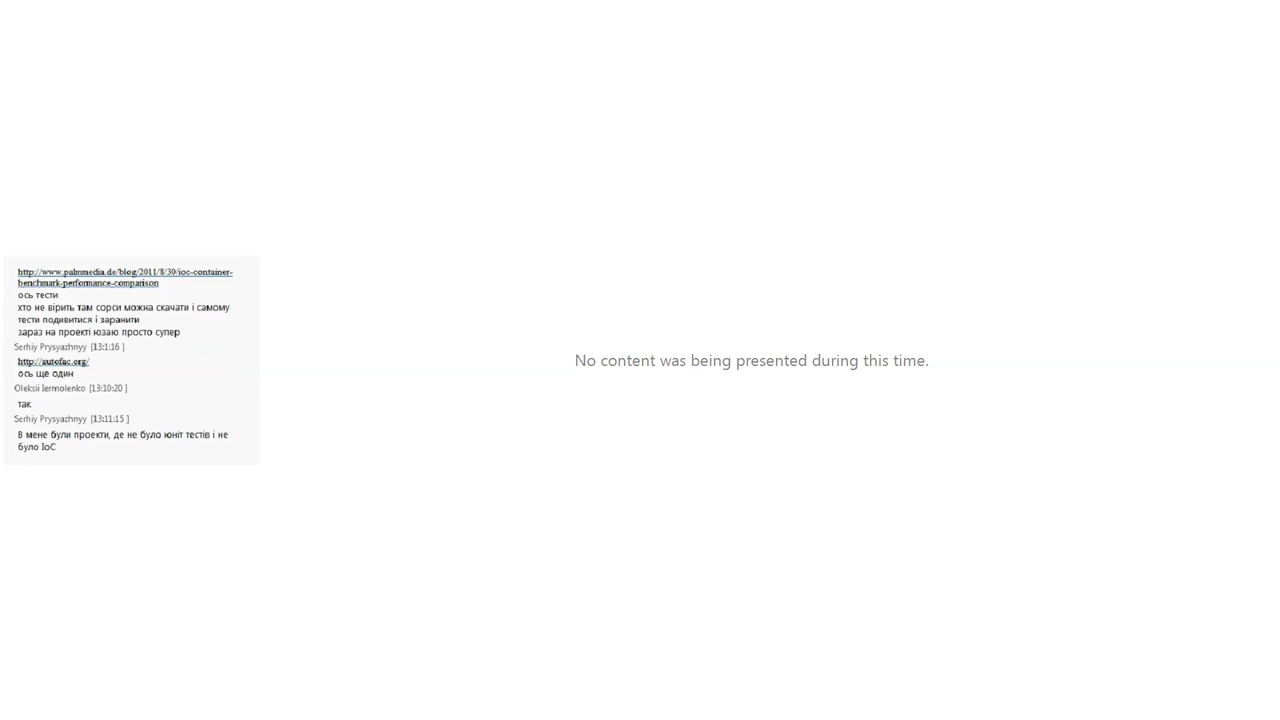 http://www.palmmedia.de/blog/2011/8/30/ioc-container-
benchmark-performance-comparison
ось тести
хто не вірить там сорси можна скачати і самому
тести подивитися і заранити
зараз на проекті юзаю просто супер
Serhiy Prysyazhnyy [13:1:16 ]
http://autofac.org/
ось ще один
Oleksii Iermolenko [13:10:20 ]
так
Serhiy Prysyazhnyy [13:11:15 ]
В мене були проекти, де не було юніт тестів і не
було IoC
No content was being presented during this time.